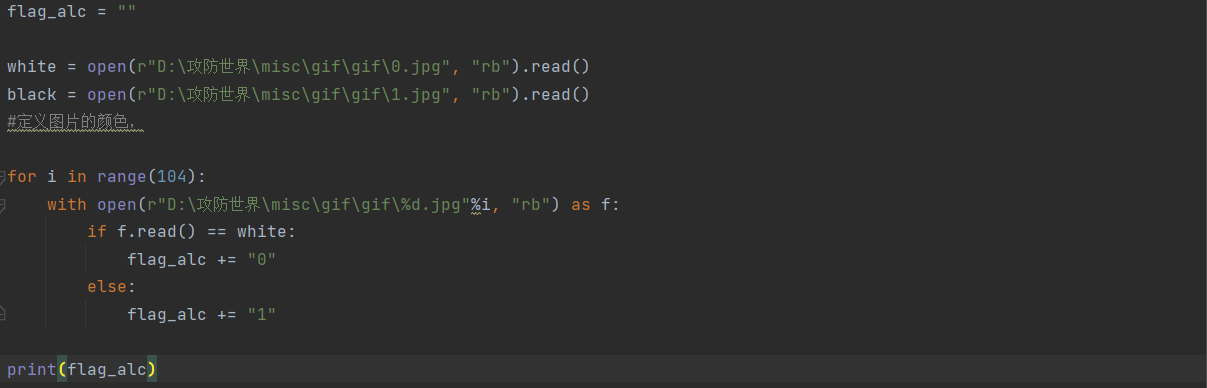 flag_alc = ""
white = open(r"D:\攻防世界\misc\gif\gif\0.jpg", "rb").read()
black = open(r"D:\攻防世界\misc\gif\gif\1.jpg", "rb").read()
#定义图片的颜色,
for i in range(104):
    with open(r"D:\攻防世界\misc\gif\gif\%d.jpg"%i, "rb") as f:
        if f.read() == white:
            flag_alc += "0"
        else:
            flag_alc += "1"
print(flag_alc)